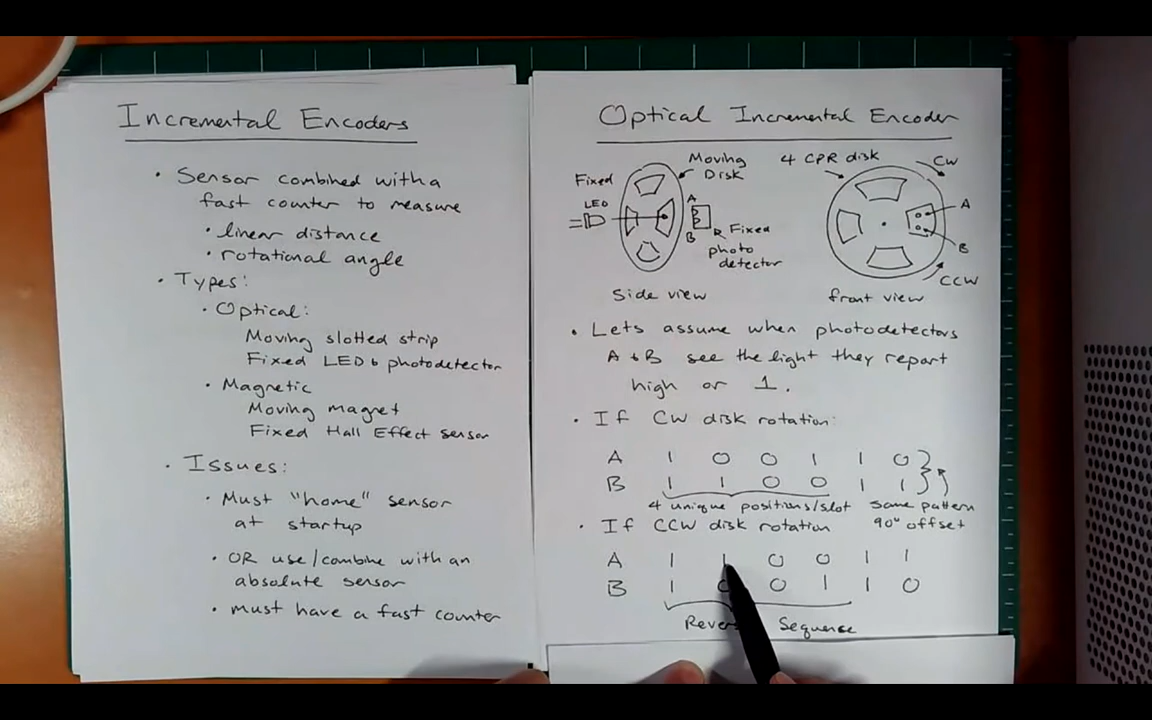 Incremental Encoders
• Sensor combined with a
fast counter to measure
• linear distance
• rotational angle
• Types:
• Optical:
Moving slotted strip
Fixed LED & photodetector
• Magnetic
Moving magnet
Fixed Hall Effect sensor
• Issues:
• Must "home" sensor
at startup
• OR use/combine with an
absolute sensor
• must have a fast counter
Optical Incremental Encoder
Fixed
LED
Moving
Disk
A
B
Fixed
photo
detector
Side view
4 CPR disk
CW
A
B
CCW
front view
• Lets assume when photodetectors
A & B see the light they report
high or 1.
• If CW disk rotation:
A 1 0 0 1 1 0
B 1 1 0 0 1 1
4 unique positions/slot
same pattern
90° offset
• If CCW disk rotation
A 1 1 0 0 1 1
B 1 0 0 1 1 0
Sequense